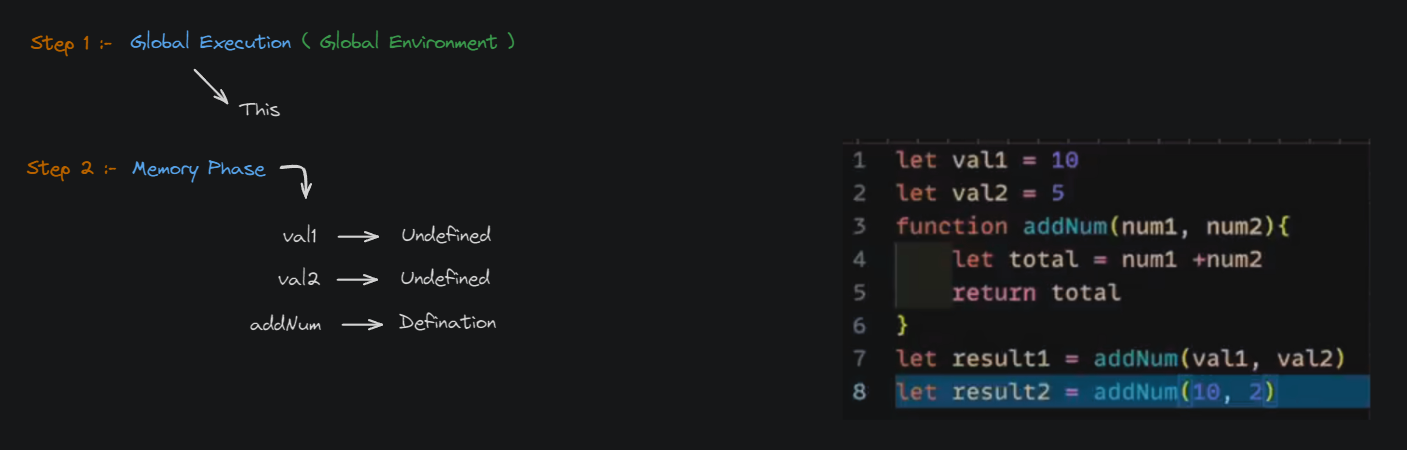 Step 1 :- Global Execution ( Global Environment )
This
Step 2 :- Memory Phase
val1 → Undefined
val2 → Undefined
addNum → Defination
1 let val1 = 10
2 let val2 = 5
3 function addNum(num1, num2){
4 let total = num1 +num2
5 return total
6 }
7 let result1 = addNum(val1, val2)
8 let result2 = addNum(10, 2)